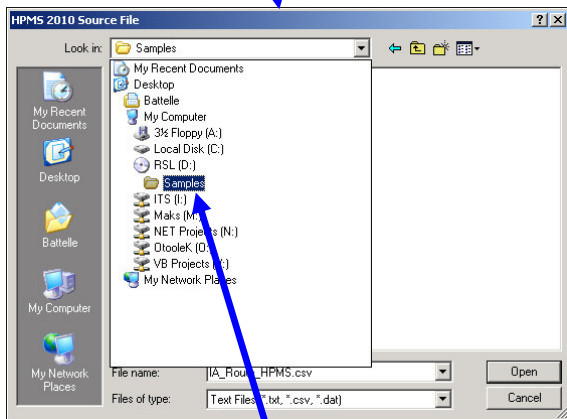 HPMS 2010 Source File
Look in: Samples
My Recent Documents
Desktop
Battelle
My Computer
3½ Floppy (A:)
Local Disk (C:)
RSL (D:)
Samples
ITS (I:)
Maks (M:)
NET Projects (N:)
OtooleK (O:
VB Projects
My Network Places
My Recent
Documents
Desktop
Battelle
My Computer
My Network
Places
File name: IA_Route_HPMS.csv
Open
Files of type: Text Files (*.txt, *.csv, *.dat)
Cancel